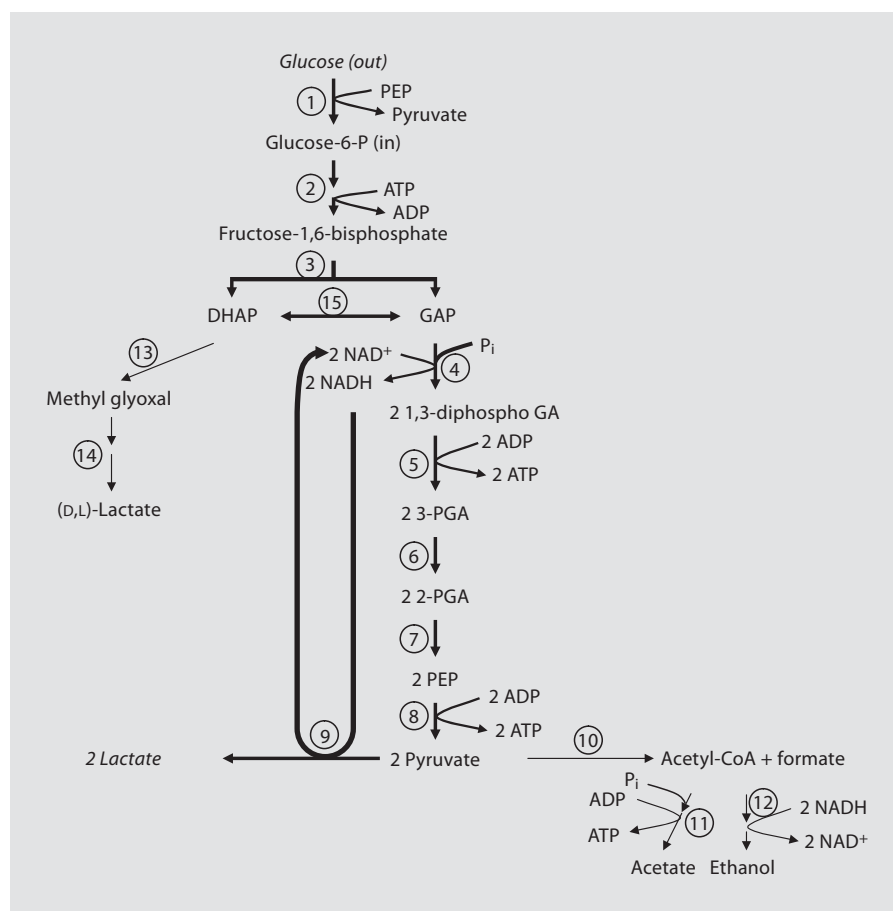 Glucose (out)
PEP
1
Pyruvate
Glucose-6-P (in)
2
ATP
ADP
Fructose-1,6-bisphosphate
3
15
DHAP
GAP
13
2 NAD+
Pi
4
2 NADH
Methyl glyoxal
2 1,3-diphospho GA
2 ADP
14
5
2 ATP
(D,L)-Lactate
2 3-PGA
6
2 2-PGA
7
2 PEP
2 ADP
8
2 ATP
9
10
2 Lactate
2 Pyruvate
Acetyl-CoA + formate
Pi
ADP
12
2 NADH
11
ATP
2 NAD+
Acetate
Ethanol